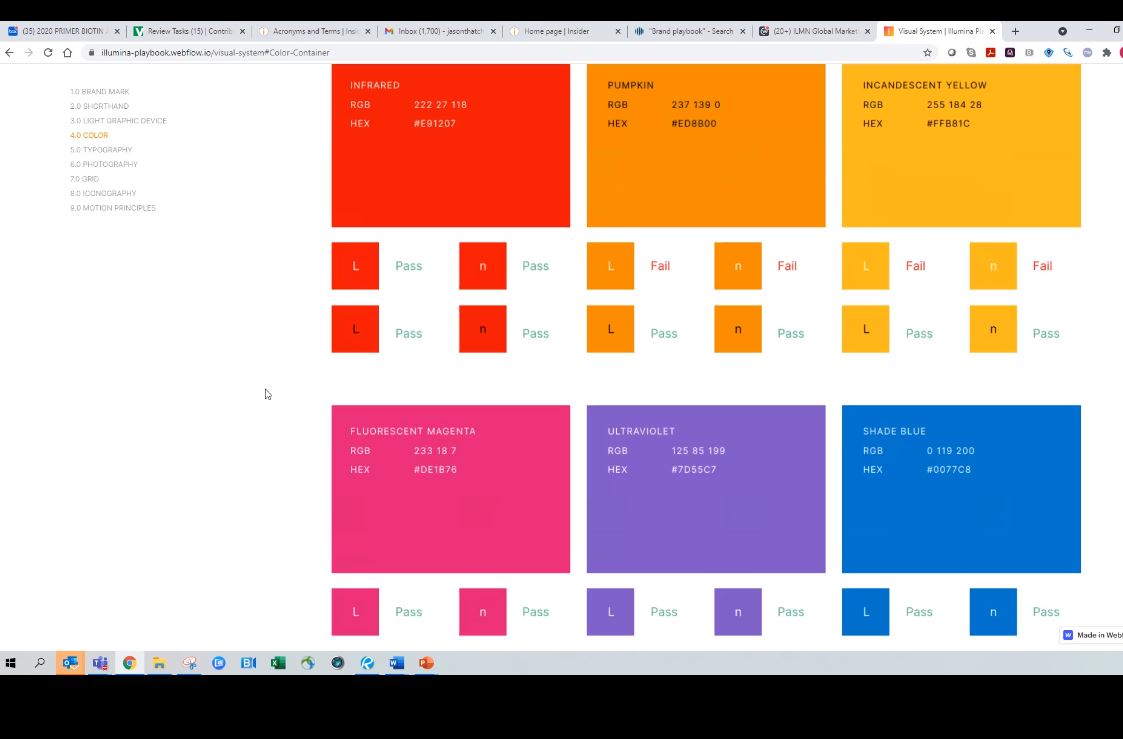 (35) 2020 PRIMER BIOTIN
Review Tasks (15) | Contrib
Acronyms and Terms | Insid
Inbox (1,700) - jasonthatch
Home page | Insider
"Brand playbook" - Search
(20+) ILMN Global Market
Visual System | Illumina Pl
illumina-playbook.webflow.io/visual-system#Color-Container
1.0 BRAND MARK
2.0 SHORTHAND
3.0 LIGHT GRAPHIC DEVICE
4.0 COLOR
5.0 TYPOGRAPHY
6.0 PHOTOGRAPHY
7.0 GRID
8.0 ICONOGRAPHY
9.0 MOTION PRINCIPLES
INFRARED
RGB 222 27 118
HEX #E91207
PUMPKIN
RGB 237 139 0
HEX #ED8B00
INCANDESCENT YELLOW
RGB 255 184 28
HEX #FFB81C
L Pass n Pass L Fail n Fail L Fail n Fail
L Pass n Pass L Pass n Pass L Pass n Pass
FLUORESCENT MAGENTA
RGB 233 18 7
HEX #DE1B76
ULTRAVIOLET
RGB 125 85 199
HEX #7D55C7
SHADE BLUE
RGB 0 119 200
HEX #0077C8
L Pass n Pass L Pass n Pass L Pass n Pass
Made in Webf